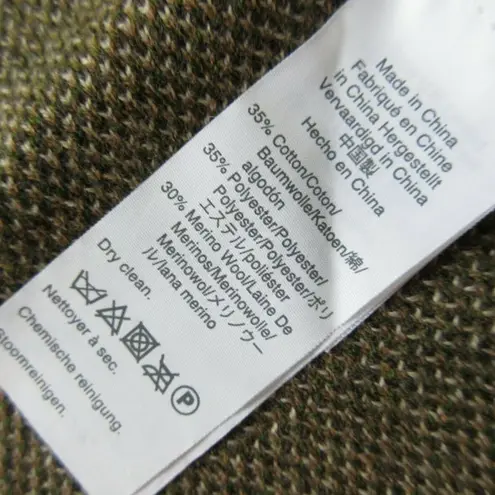 Made in China
Fabriqué en Chine
in China Hergestellt
Vervaardigd in China
中国製
Hecho en China
35% Cotton/Coton/
Baumwolle/Katoen/綿/
algodón
35% Polyester/Polyester/
Polyester/Polyester/ポリ
エステル/poliéster
30% Merino Wool/Laine De
Merinos/Merinowolle/
Merinowol/メリノウー
ル/lana merino
Dry clean.
P
Nettoyer à sec.
Chemische reinigung.
Stoomreinigen.